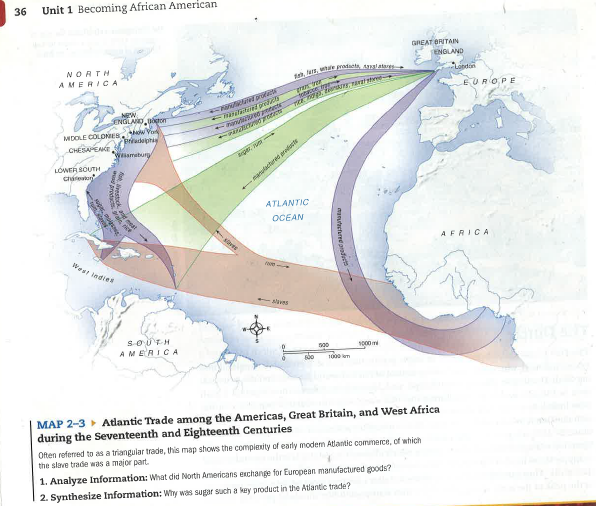 36 Unit 1 Becoming African American
GREAT BRITAIN
ENGLAND
London
NORTH
AMERICA
EUROPE
fish, furs, whale products, naval stores
grain, iron
manufactured products
manufactured products
manufactured products
manufactured products
NEW
ENGLAND
Boston
New York
MIDDLE COLONIES
Philadelphia
CHESAPEAKE
Williamsburg
LOWER SOUTH
Charleston
sugar, rum
manufactured products
ATLANTIC
OCEAN
manufactured products
AFRICA
slaves
rum
slaves
West Indies
SOUTH
AMERICA
N
W E
S
0 500 1000 mi
0 500 1000 km
MAP 2–3 Atlantic Trade among the Americas, Great Britain, and West Africa
during the Seventeenth and Eighteenth Centuries
Often referred to as a triangular trade, this map shows the complexity of early modern Atlantic commerce, of which
the slave trade was a major part.
1. Analyze Information: What did North Americans exchange for European manufactured goods?
2. Synthesize Information: Why was sugar such a key product in the Atlantic trade?